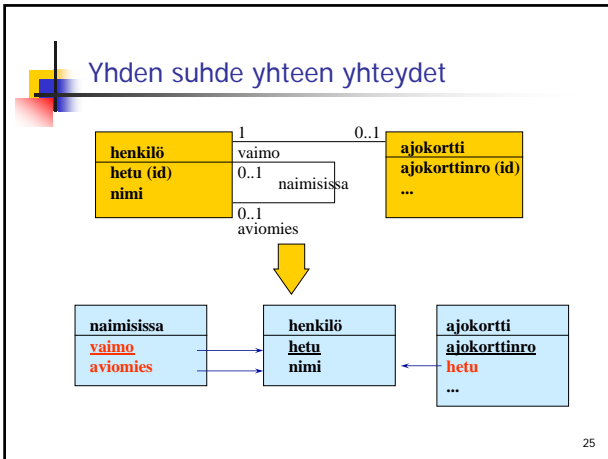 Yhden suhde yhteen yhteydet
1
0..1
henkilö
hetu (id)
nimi
vaimo
0..1
naimisissa
0..1
aviomies
ajokortti
ajokorttinro (id)
...
naimisissa
vaimo
aviomies
henkilö
hetu
nimi
ajokortti
ajokorttinro
hetu
...
25